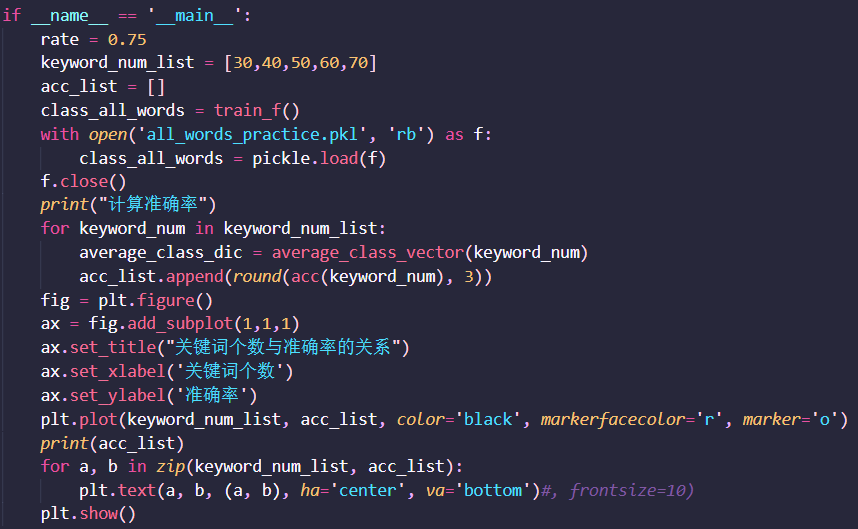 if __name__ == '__main__':
    rate = 0.75
    keyword_num_list = [30,40,50,60,70]
    acc_list = []
    class_all_words = train_f()
    with open('all_words_practice.pkl', 'rb') as f:
        class_all_words = pickle.load(f)
    f.close()
    print("计算准确率")
    for keyword_num in keyword_num_list:
        average_class_dic = average_class_vector(keyword_num)
        acc_list.append(round(acc(keyword_num), 3))
    fig = plt.figure()
    ax = fig.add_subplot(1,1,1)
    ax.set_title("关键词个数与准确率的关系")
    ax.set_xlabel('关键词个数')
    ax.set_ylabel('准确率')
    plt.plot(keyword_num_list, acc_list, color='black', markerfacecolor='r', marker='o')
    print(acc_list)
    for a, b in zip(keyword_num_list, acc_list):
        plt.text(a, b, (a, b), ha='center', va='bottom')#, frontsize=10)
    plt.show()